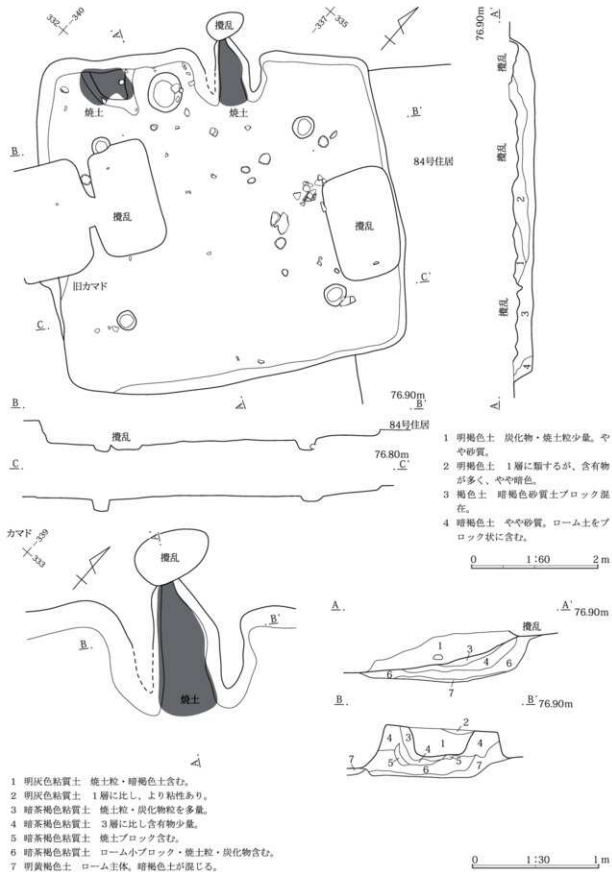 332 -340
A'
攪乱
-337 -335
焼土
焼土
B
B'
84号住居
攪乱
攪乱
旧カマド
C
C'
A
76.90m
A'
攪乱
攪乱
攪乱
1
2
3
4
A
B
76.90m
B'
84号住居
攪乱
C
76.80m
C'
1 明褐色土 炭化物・焼土粒少量。や
や砂質。
2 明褐色土 1層に類するが、含有物
が多く、やや暗色。
3 褐色土 暗褐色砂質土ブロック混
在。
4 暗褐色土 やや砂質。ローム土をブ
ロック状に含む。
0 1:60 2m
カマド
-339
-333
A'
攪乱
B
B'
焼土
A
A
A'
76.90m
攪乱
1
3
4
6
6
7
B
B'
76.90m
2
4 3 1 4
5 4 5
7 6 7
1 明灰色粘質土 焼土粒・暗褐色土含む。
2 明灰色粘質土 1層に比し、より粘性あり。
3 暗茶褐色粘質土 焼土粒・炭化物粒を多量。
4 暗茶褐色粘質土 3層に比し含有物少量。
5 暗茶褐色粘質土 焼土ブロック含む。
6 暗茶褐色粘質土 ローム小ブロック・焼土粒・炭化物含む。
7 明黄褐色土 ローム主体。暗褐色土が混じる。
0 1:30 1m